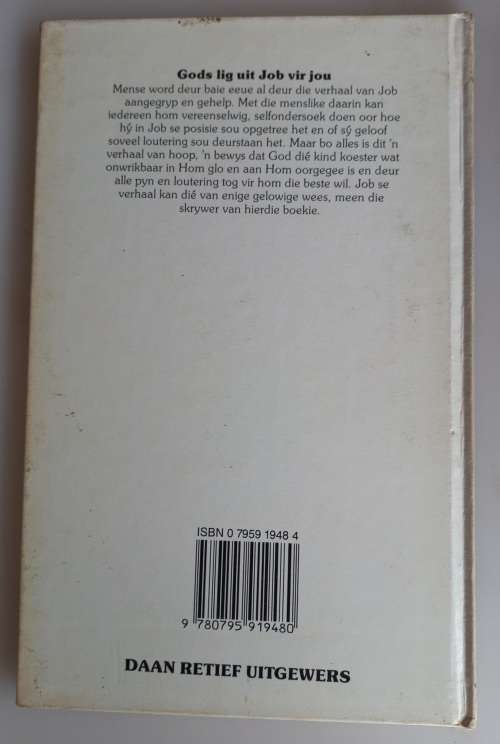 Gods lig uit Job vir jou
Mense word deur baie eeue al deur die verhaal van Job
aangegryp en gehelp. Met die menslike daarin kan
iedereen hom vereenselwig, selfondersoek doen oor hoe
hý in Job se posisie sou opgetree het en of sý geloof
soveel loutering sou deurstaan het. Maar bo alles is dit 'n
verhaal van hoop, 'n bewys dat God dié kind koester wat
onwrikbaar in Hom glo en aan Hom oorgegee is en deur
alle pyn en loutering tog vir hom die beste wil. Job se
verhaal kan dié van enige gelowige wees, meen die
skrywer van hierdie boekie.
ISBN 0 7959 1948 4
9 780795 919480
DAAN RETIEF UITGEWERS